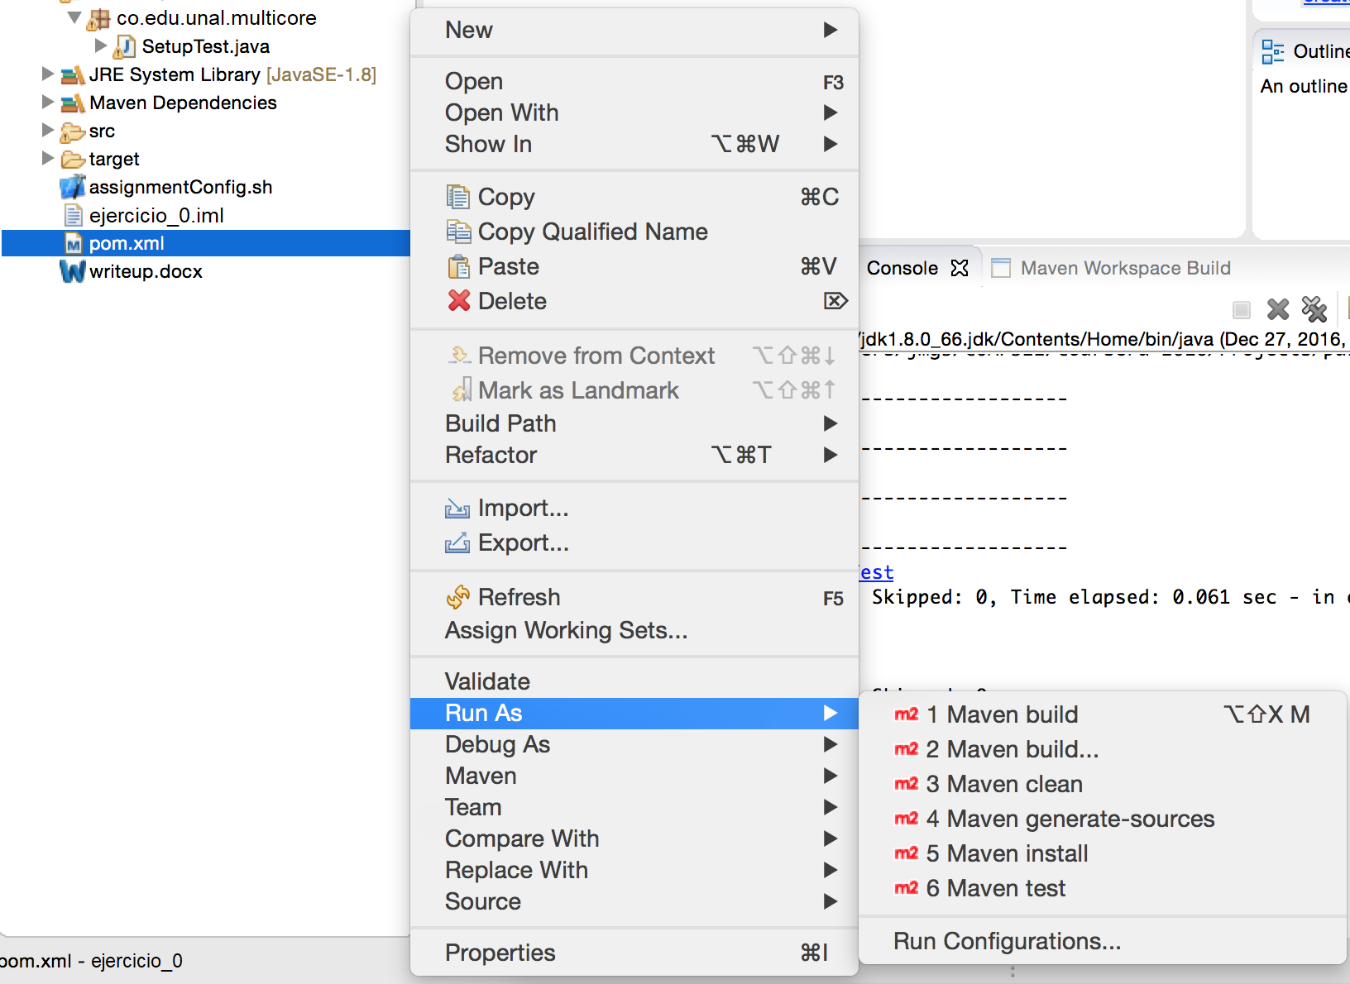 co.edu.unal.multicore
SetupTest.java
JRE System Library [JavaSE-1.8]
Maven Dependencies
src
target
assignmentConfig.sh
ejercicio_0.iml
pom.xml
writeup.docx
pom.xml - ejercicio_0
New
Open F3
Open With
Show In ⌥⌘W
Copy ⌘C
Copy Qualified Name
Paste ⌘V
Delete ⌦
Remove from Context ⌥⇧⌘↓
Mark as Landmark ⌥⇧⌘↑
Build Path
Refactor ⌥⌘T
Import...
Export...
Refresh F5
Assign Working Sets...
Validate
Run As
Debug As
Maven
Team
Compare With
Replace With
Source
Properties ⌘I
m2 1 Maven build ⌥⇧X M
m2 2 Maven build...
m2 3 Maven clean
m2 4 Maven generate-sources
m2 5 Maven install
m2 6 Maven test
Run Configurations...
Outline
An outline
Console Maven Workspace Build
/jdk1.8.0_66.jdk/Contents/Home/bin/java (Dec 27, 2016,
------------------
------------------
------------------
------------------
est
Skipped: 0, Time elapsed: 0.061 sec - in